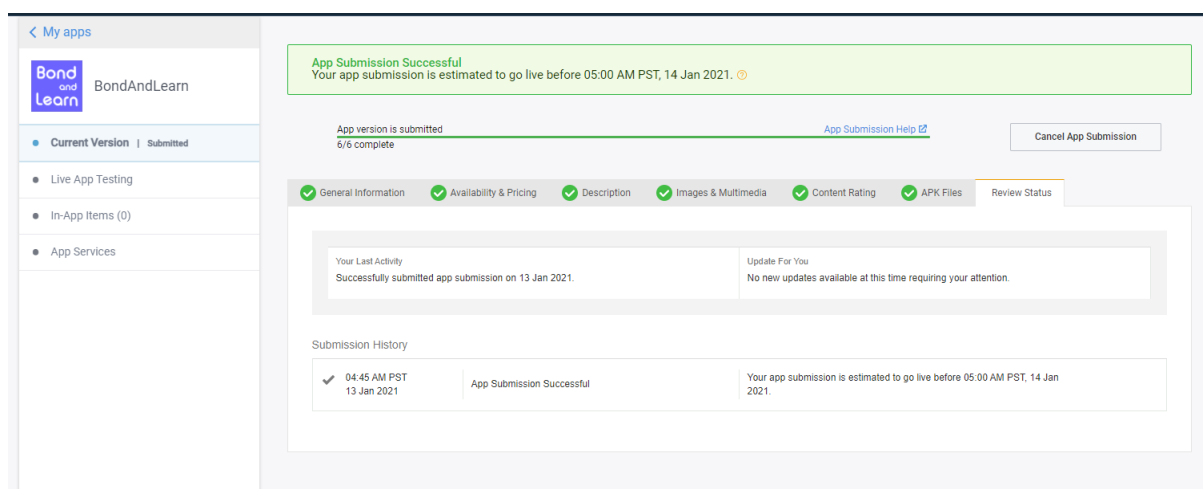 My apps
Bond
and
Learn
BondAndLearn
Current Version | Submitted
Live App Testing
In-App Items (0)
App Services
App Submission Successful
Your app submission is estimated to go live before 05:00 AM PST, 14 Jan 2021.
App version is submitted
App Submission Help
6/6 complete
Cancel App Submission
General Information
Availability & Pricing
Description
Images & Multimedia
Content Rating
APK Files
Review Status
Your Last Activity
Successfully submitted app submission on 13 Jan 2021.
Update For You
No new updates available at this time requiring your attention.
Submission History
04:45 AM PST
13 Jan 2021
App Submission Successful
Your app submission is estimated to go live before 05:00 AM PST, 14 Jan
2021.